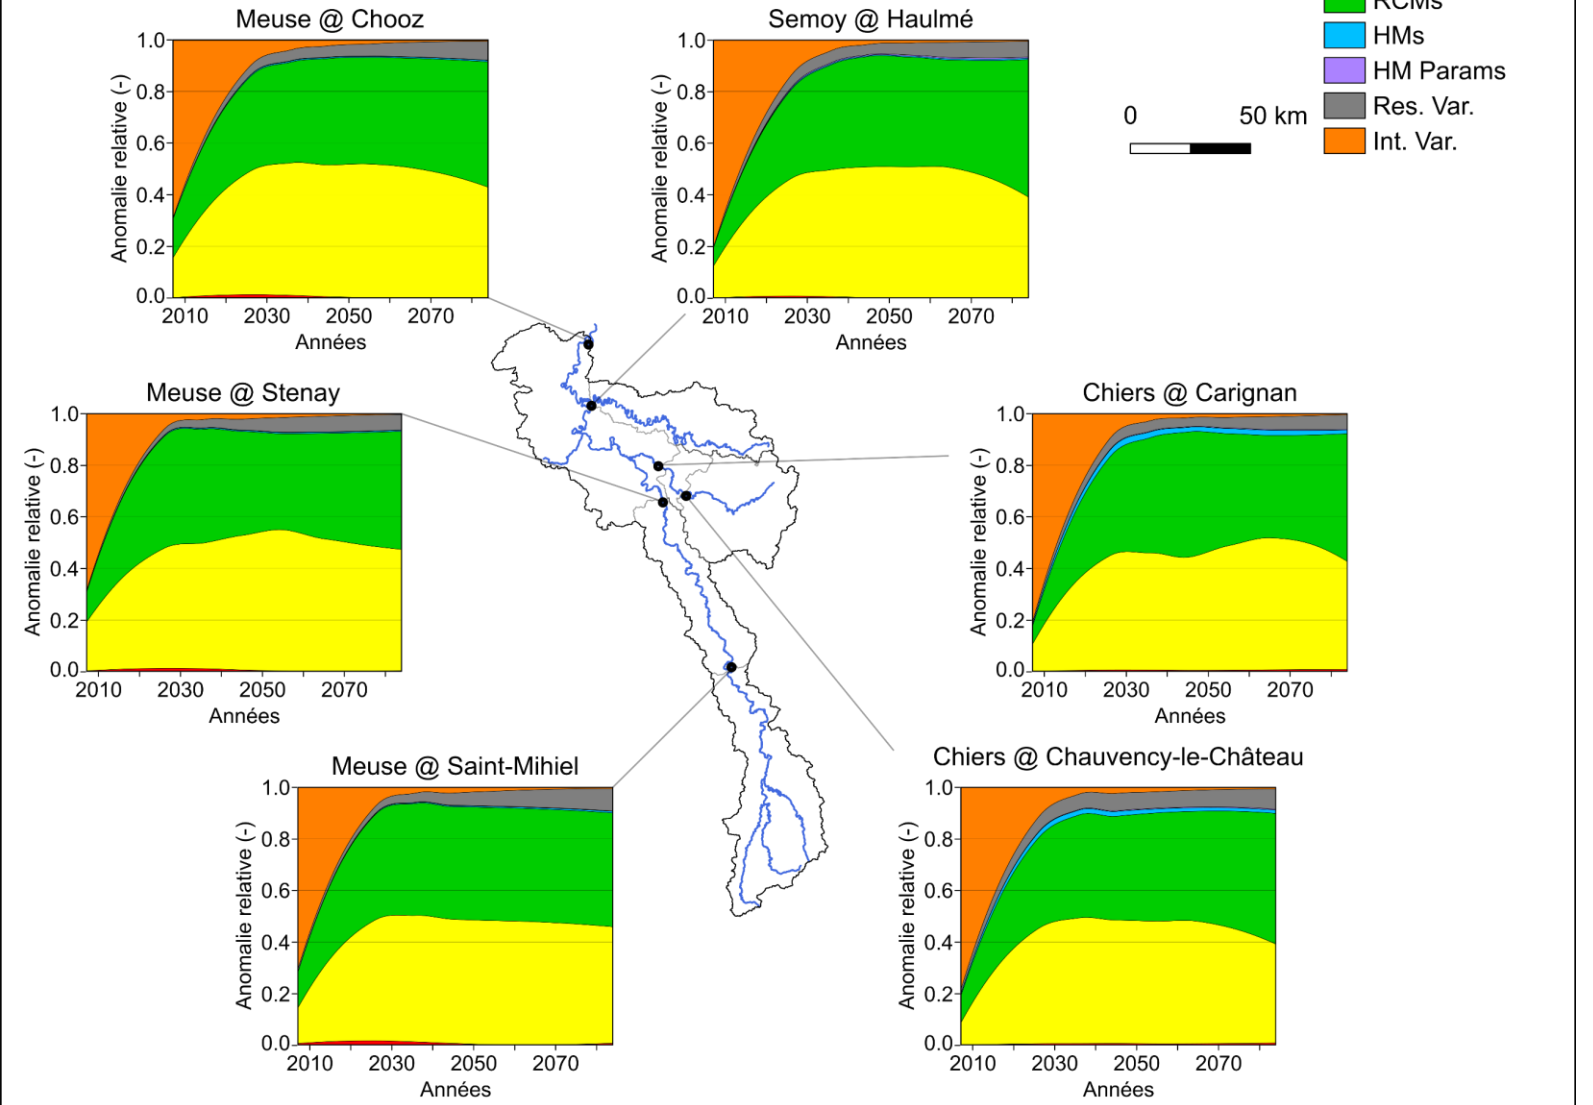 Meuse @ Chooz
Anomalie relative (-)
1.0
0.8
0.6
0.4
0.2
0.0
2010 2030 2050 2070
Années
Semoy @ Haulmé
Anomalie relative (-)
1.0
0.8
0.6
0.4
0.2
0.0
2010 2030 2050 2070
Années
RCMs
HMs
HM Params
Res. Var.
Int. Var.
0 50 km
Meuse @ Stenay
Anomalie relative (-)
1.0
0.8
0.6
0.4
0.2
0.0
2010 2030 2050 2070
Années
Chiers @ Carignan
Anomalie relative (-)
1.0
0.8
0.6
0.4
0.2
0.0
2010 2030 2050 2070
Années
Meuse @ Saint-Mihiel
Anomalie relative (-)
1.0
0.8
0.6
0.4
0.2
0.0
2010 2030 2050 2070
Années
Chiers @ Chauvency-le-Château
Anomalie relative (-)
1.0
0.8
0.6
0.4
0.2
0.0
2010 2030 2050 2070
Années